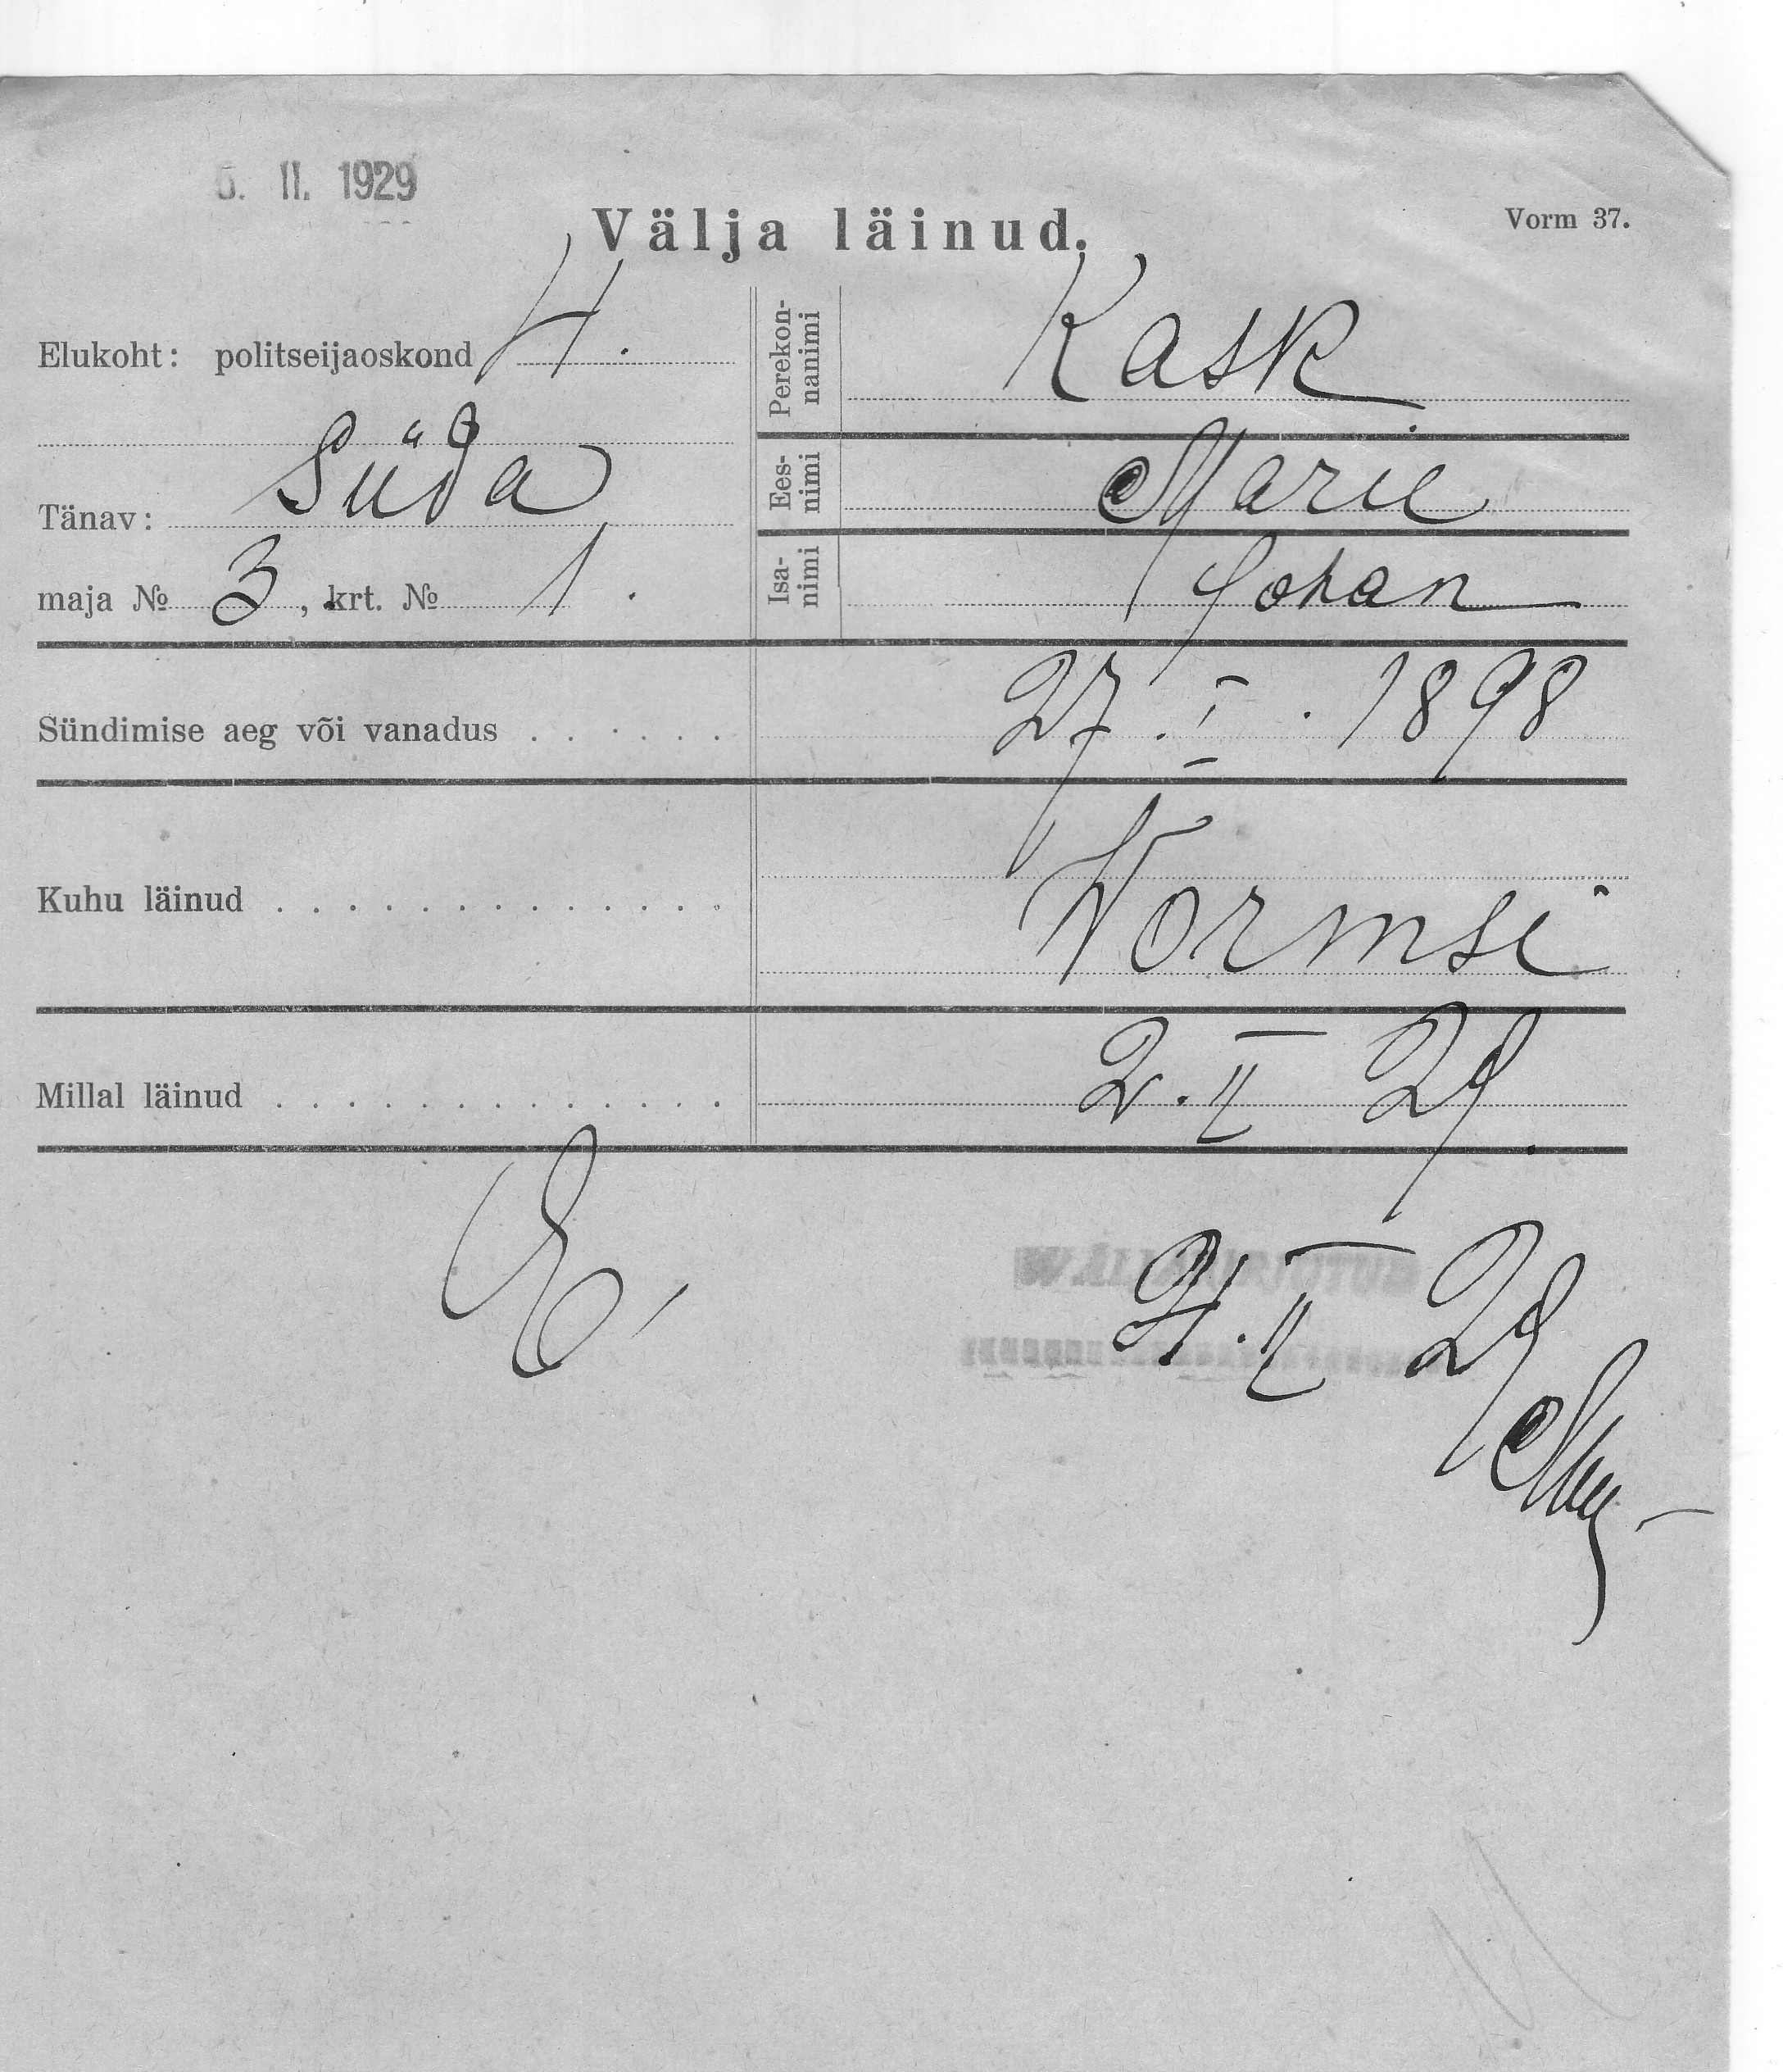 5. II. 1929
Välja läinud.
Vorm 37.
Elukoht: politseijaoskond 4.
Tänav: Süda
maja № 3, krt. № 1.
Perekonnanimi Kask
Eesnimi Marie
Isanimi Johan
Sündimise aeg või vanadus . . . . . . 27. I. 1898
Kuhu läinud . . . . . . . . . . . . . Vormsi
Millal läinud . . . . . . . . . . . . . 2. II 29.
E.
4. II 29